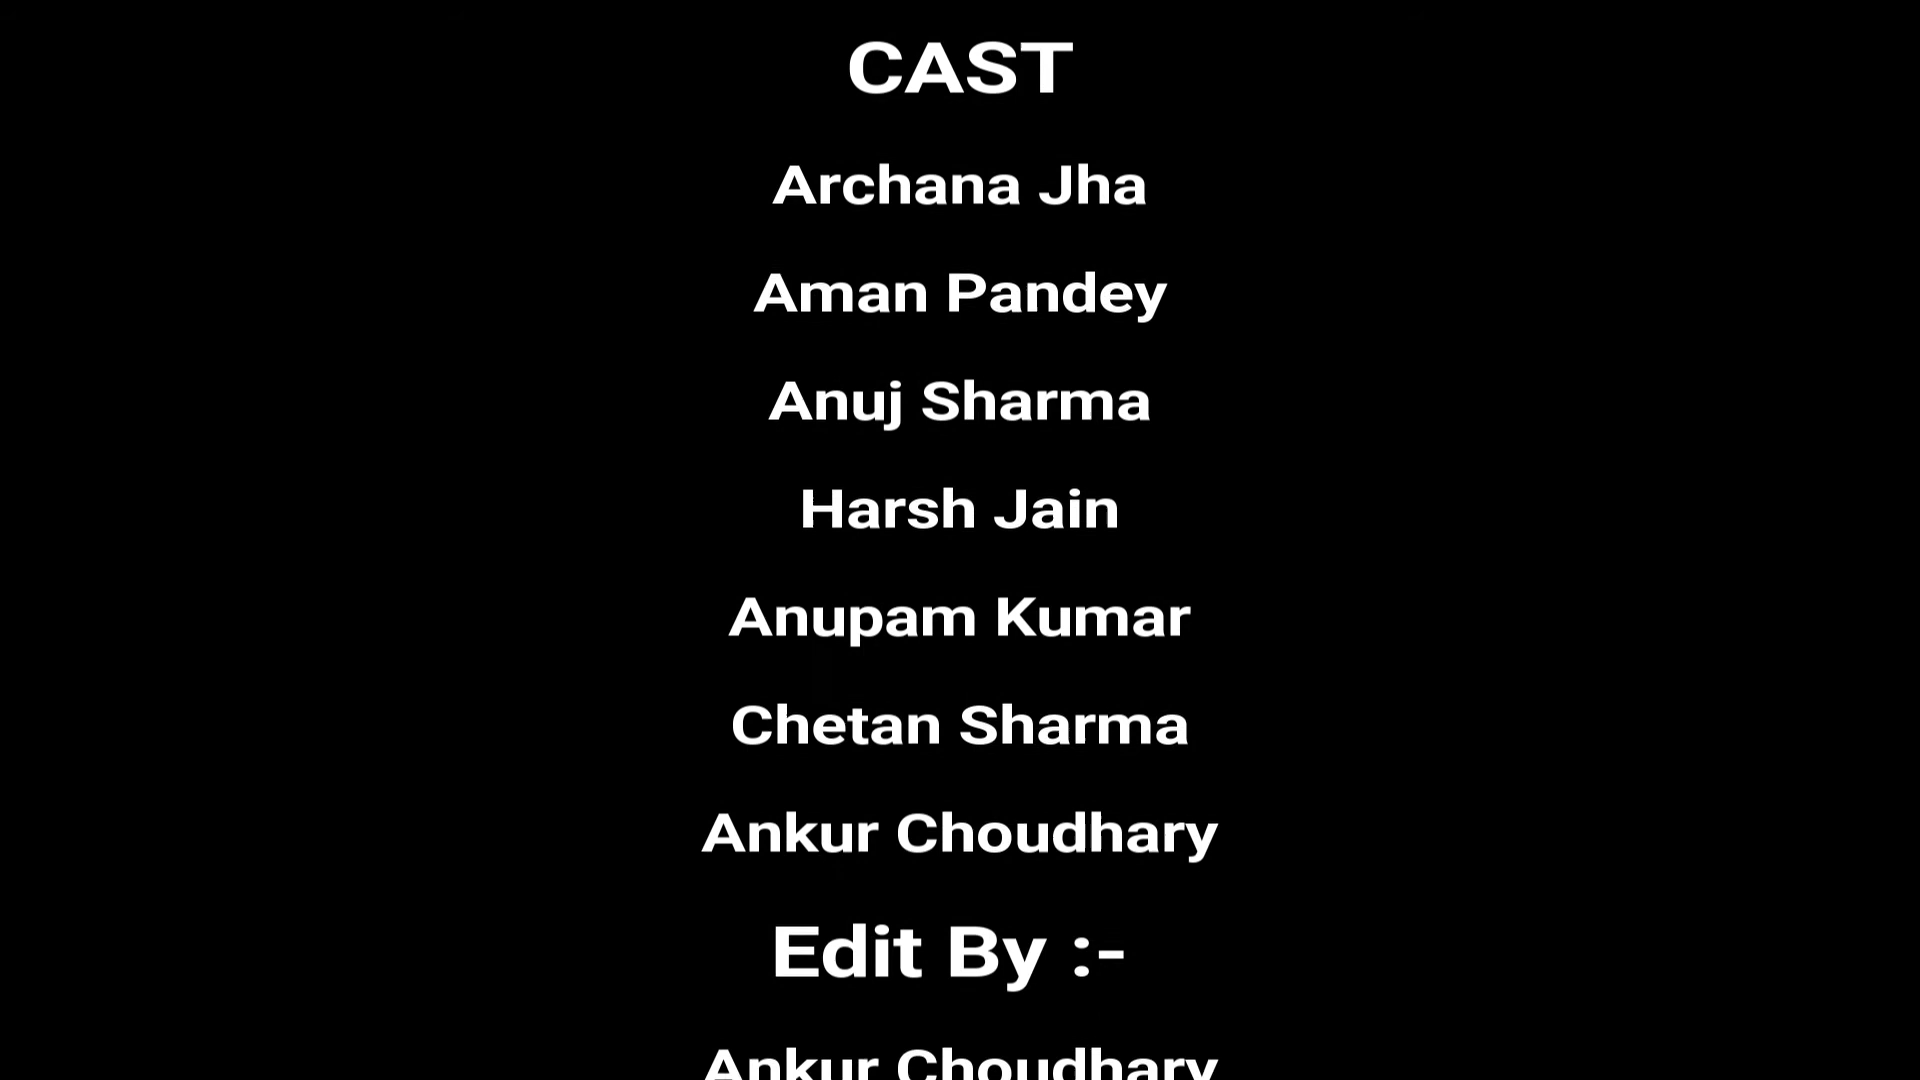 CAST
Archana Jha
Aman Pandey
Anuj Sharma
Harsh Jain
Anupam Kumar
Chetan Sharma
Ankur Choudhary
Edit By :-
Ankur Choudhary